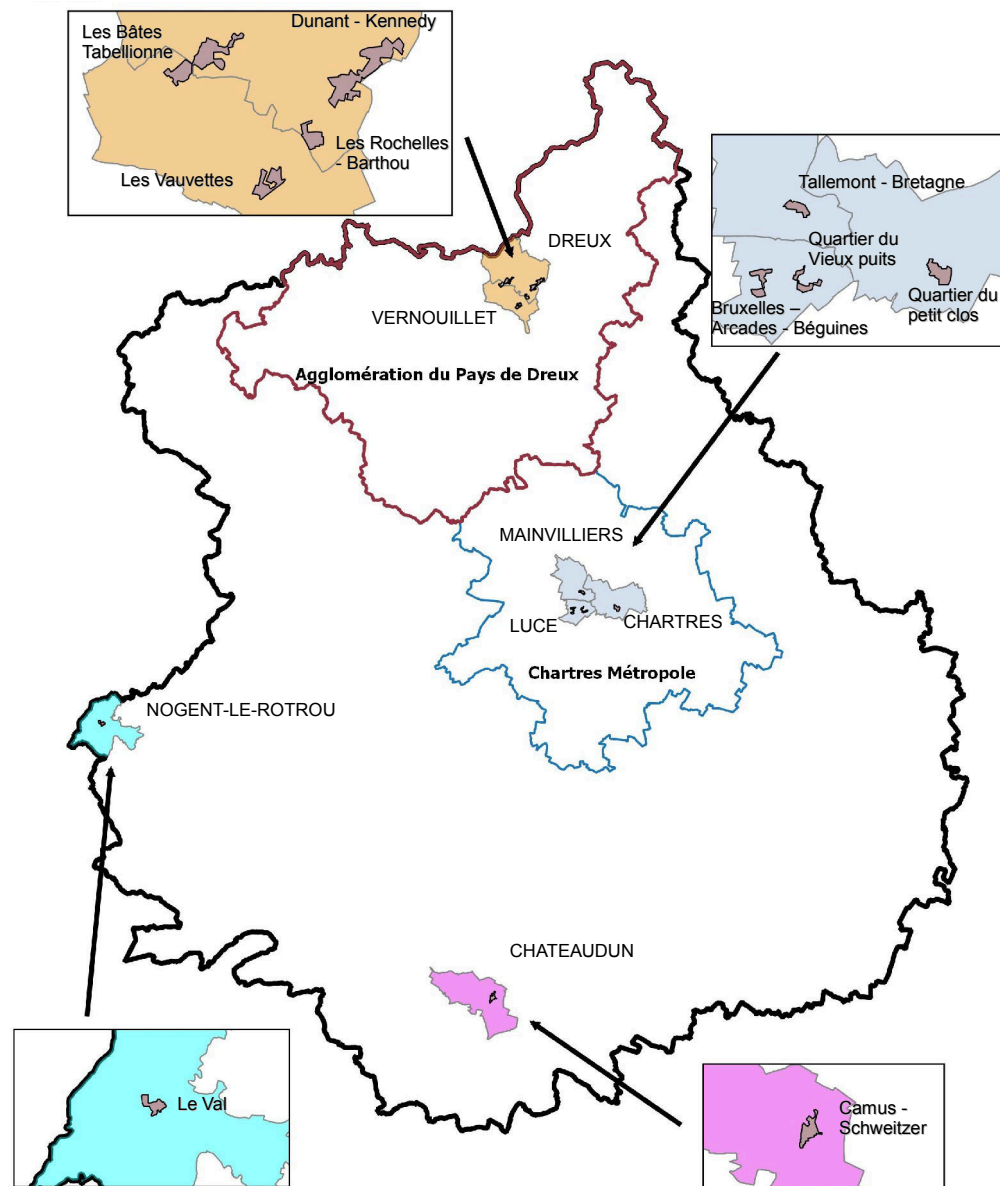 Dunant - Kennedy
Les Bâtes
Tabellionne
Les Rochelles
- Barthou
Les Vauvettes
Tallemont - Bretagne
Quartier du
Vieux puits
Bruxelles –
Arcades - Béguines
Quartier du
petit clos
DREUX
VERNOUILLET
Agglomération du Pays de Dreux
MAINVILLIERS
LUCE
CHARTRES
Chartres Métropole
NOGENT-LE-ROTROU
CHATEAUDUN
Le Val
Camus -
Schweitzer